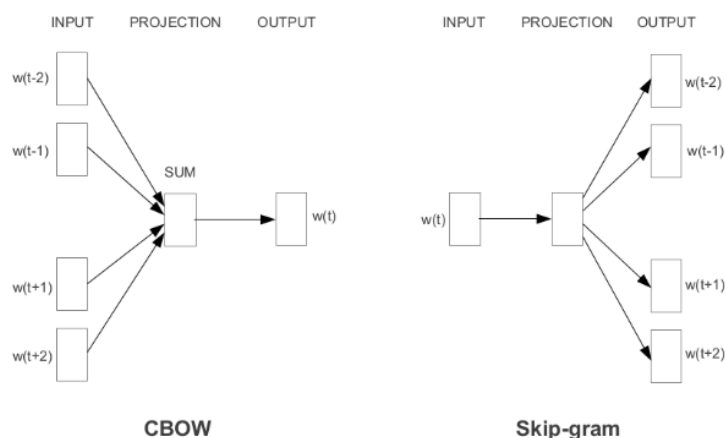 INPUT PROJECTION OUTPUT
w(t-2)
w(t-1)
SUM
w(t)
w(t+1)
w(t+2)
CBOW
INPUT PROJECTION OUTPUT
w(t-2)
w(t-1)
w(t)
w(t+1)
w(t+2)
Skip-gram